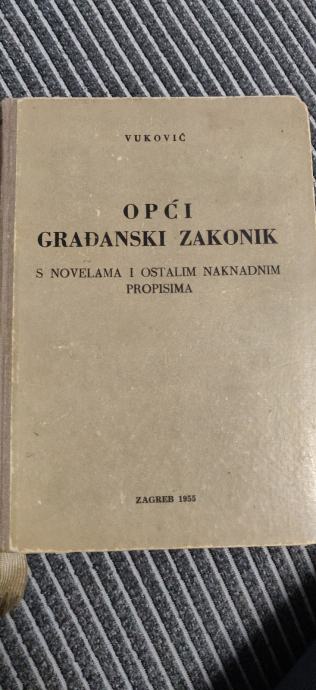 VUKOVIĆ
OPĆI
GRAĐANSKI ZAKONIK
S NOVELAMA I OSTALIM NAKNADNIM
PROPISIMA
ZAGREB 1955